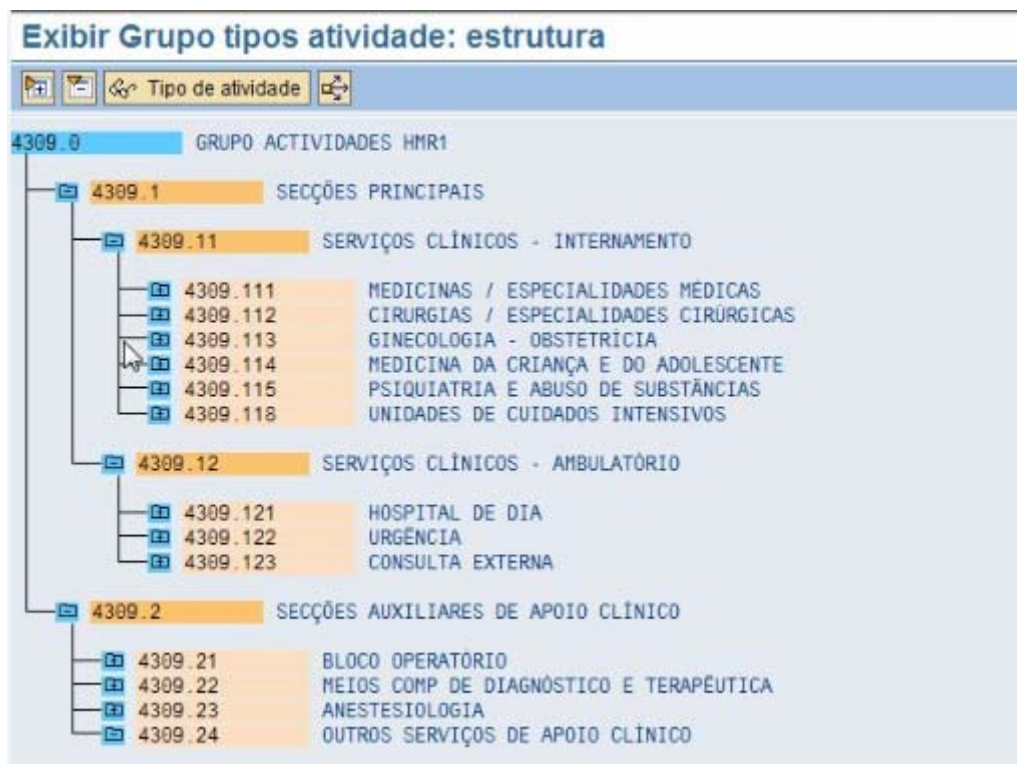 Exibir Grupo tipos atividade: estrutura
Tipo de atividade
4309.0 GRUPO ACTIVIDADES HMR1
4309.1 SECÇÕES PRINCIPAIS
4309.11 SERVIÇOS CLÍNICOS - INTERNAMENTO
4309.111 MEDICINAS / ESPECIALIDADES MÉDICAS
4309.112 CIRURGIAS / ESPECIALIDADES CIRÚRGICAS
4309.113 GINECOLOGIA - OBSTETRÍCIA
4309.114 MEDICINA DA CRIANÇA E DO ADOLESCENTE
4309.115 PSIQUIATRIA E ABUSO DE SUBSTÂNCIAS
4309.118 UNIDADES DE CUIDADOS INTENSIVOS
4309.12 SERVIÇOS CLÍNICOS - AMBULATÓRIO
4309.121 HOSPITAL DE DIA
4309.122 URGÊNCIA
4309.123 CONSULTA EXTERNA
4309.2 SECÇÕES AUXILIARES DE APOIO CLÍNICO
4309.21 BLOCO OPERATÓRIO
4309.22 MEIOS COMP DE DIAGNÓSTICO E TERAPÊUTICA
4309.23 ANESTESIOLOGIA
4309.24 OUTROS SERVIÇOS DE APOIO CLÍNICO